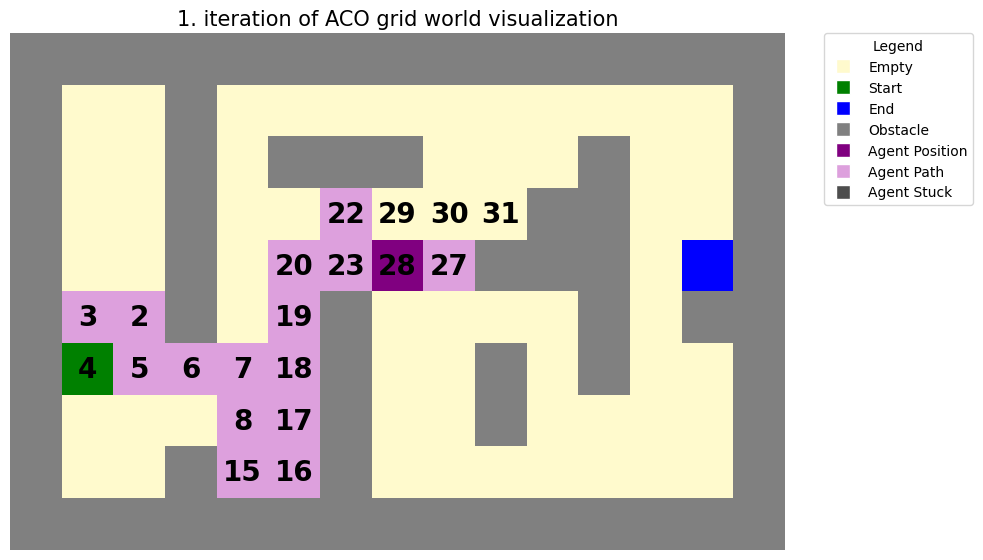 1. iteration of ACO grid world visualization
Legend
Empty
Start
End
Obstacle
Agent Position
Agent Path
Agent Stuck
22 29 30 31
20 23 28 27
3 2 19
4 5 6 7 18
8 17
15 16